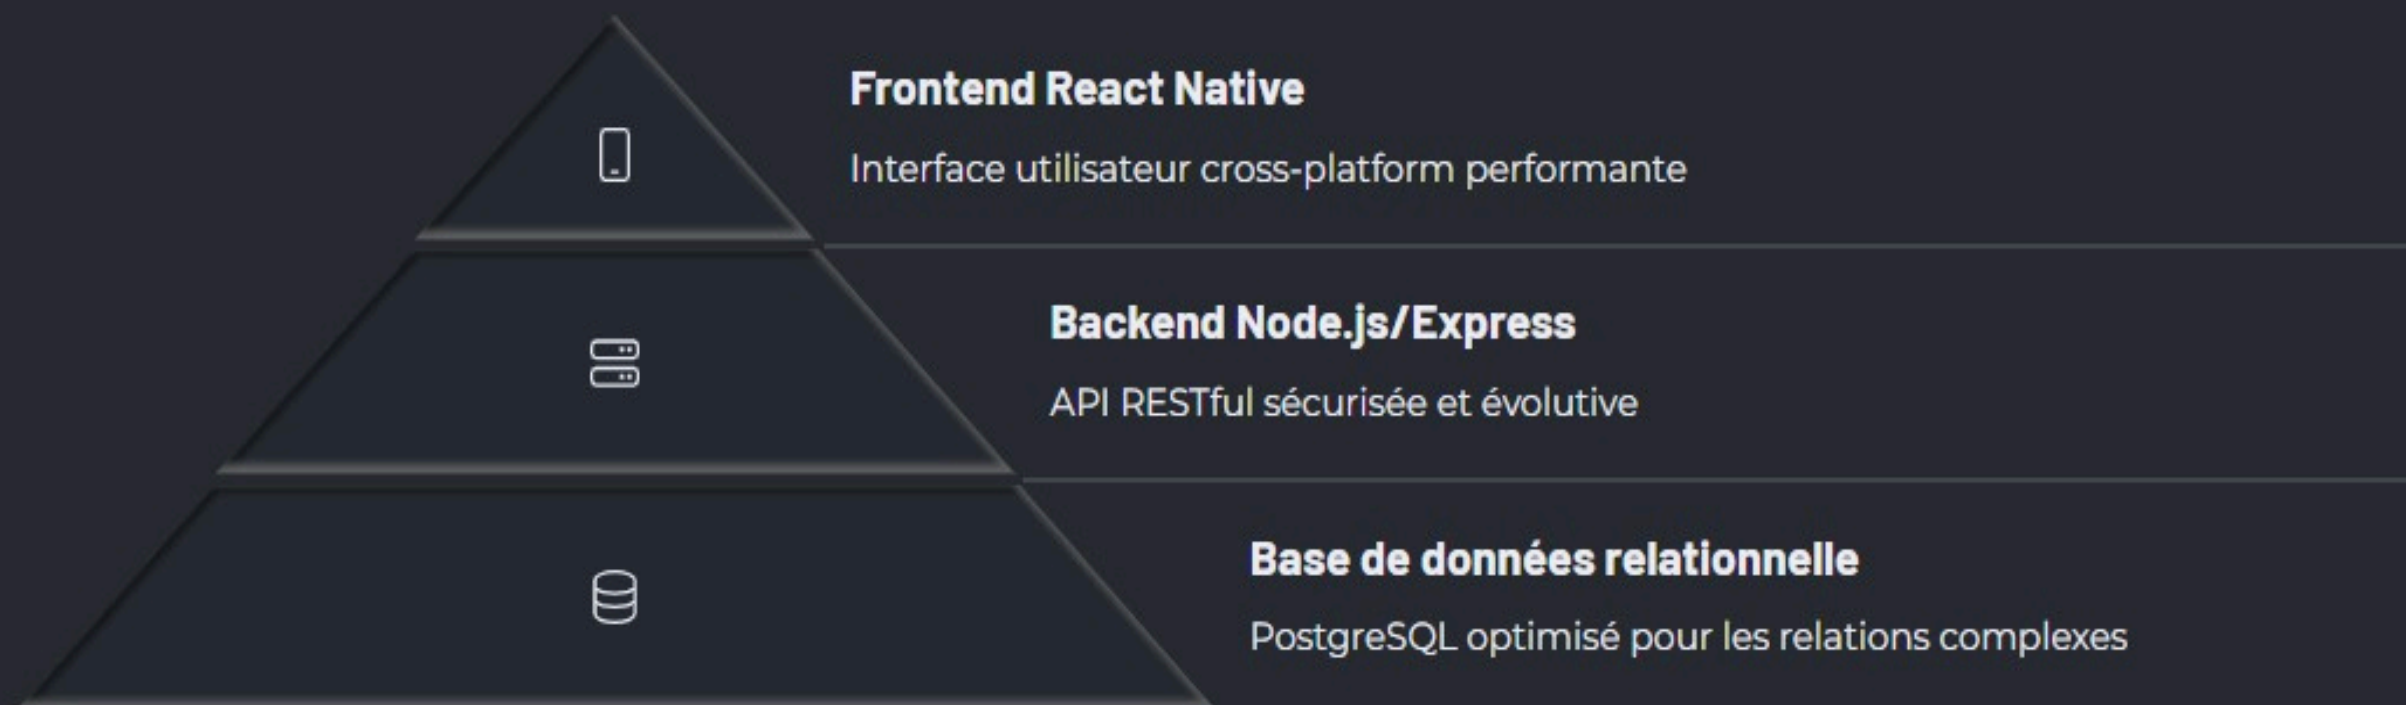 Frontend React Native
Interface utilisateur cross-platform performante
Backend Node.js/Express
API RESTful sécurisée et évolutive
Base de données relationnelle
PostgreSQL optimisé pour les relations complexes